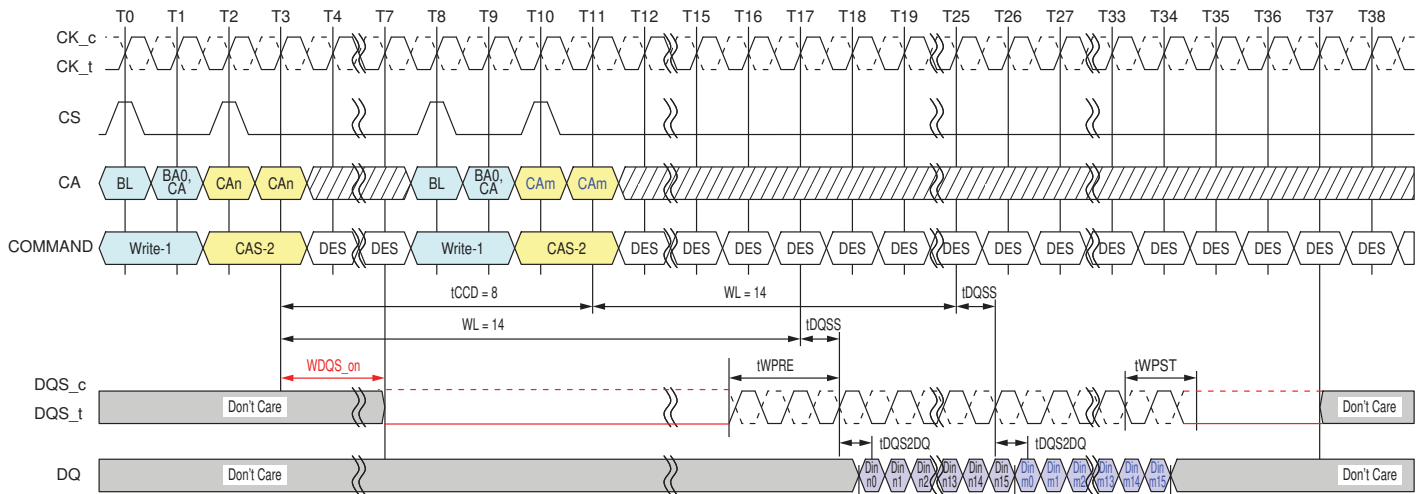 T0 T1 T2 T3 T4 T7 T8 T9 T10 T11 T12 T15 T16 T17 T18 T19 T25 T26 T27 T33 T34 T35 T36 T37 T38
CK_c
CK_t
CS
CA BL BA0, CA CAn CAn BL BA0, CA CAm CAm
COMMAND Write-1 CAS-2 DES DES Write-1 CAS-2 DES DES DES DES DES DES DES DES DES DES DES DES DES DES DES
tCCD = 8 WL = 14 tDQSS
WL = 14 tDQSS
WDQS_on tWPRE tWPST
DQS_c
DQS_t Don't Care Don't Care
tDQS2DQ tDQS2DQ
DQ Don't Care Din n0 Din n1 Din n2 Din n13 Din n14 Din n15 Din m0 Din m1 Din m2 Din m13 Din m14 Din m15 Don't Care